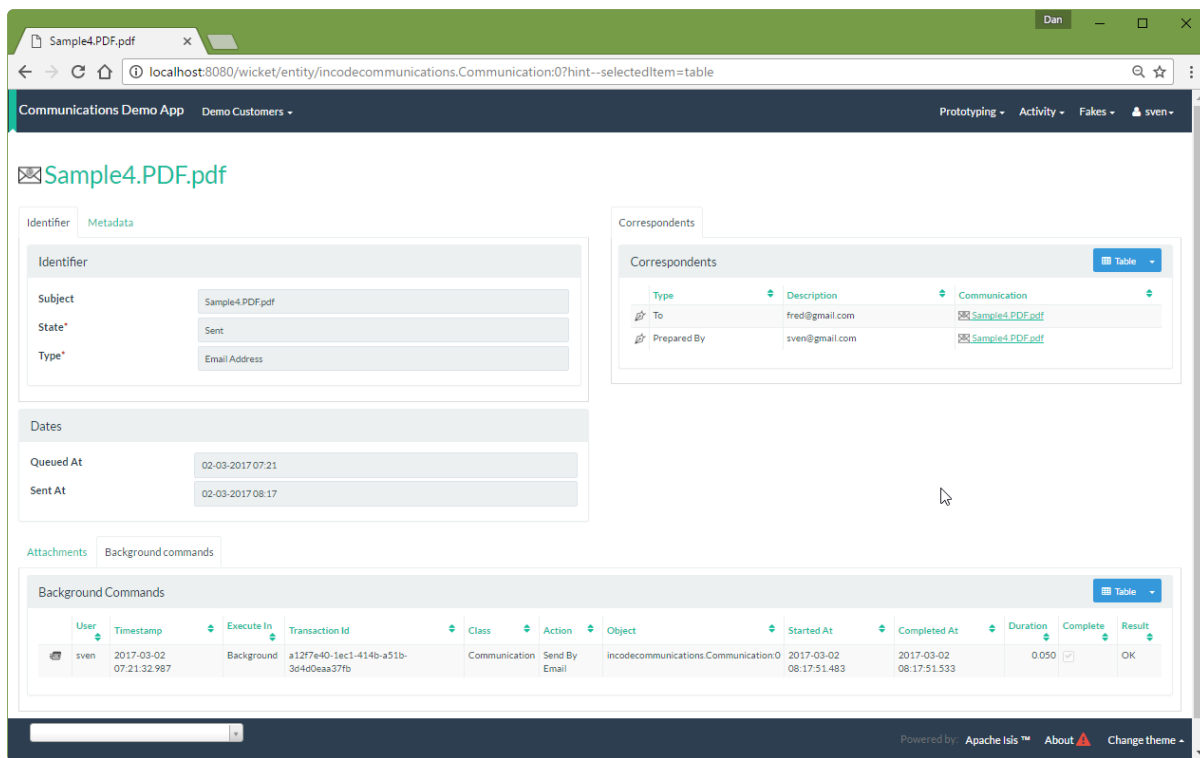 Dan
Sample4.PDF.pdf
localhost:8080/wicket/entity/incodecommunications.Communication:0?hint--selectedItem=table
Communications Demo App Demo Customers Prototyping Activity Fakes sven
Sample4.PDF.pdf
Identifier Metadata
Identifier
Subject Sample4.PDF.pdf
State* Sent
Type* Email Address
Correspondents
Correspondents Table
Type Description Communication
To fred@gmail.com Sample4.PDF.pdf
Prepared By sven@gmail.com Sample4.PDF.pdf
Dates
Queued At 02-03-2017 07:21
Sent At 02-03-2017 08:17
Attachments Background commands
Background Commands Table
User Timestamp Execute In Transaction Id Class Action Object Started At Completed At Duration Complete Result
sven 2017-03-02 Background a12f7e40-1ec1-414b-a51b- Communication Send By incodecommunications.Communication:0 2017-03-02 2017-03-02 0.050 OK
07:21:32.987 3d4d0eaa37fb Email 08:17:51.483 08:17:51.533
Powered by: Apache Isis ™ About Change theme